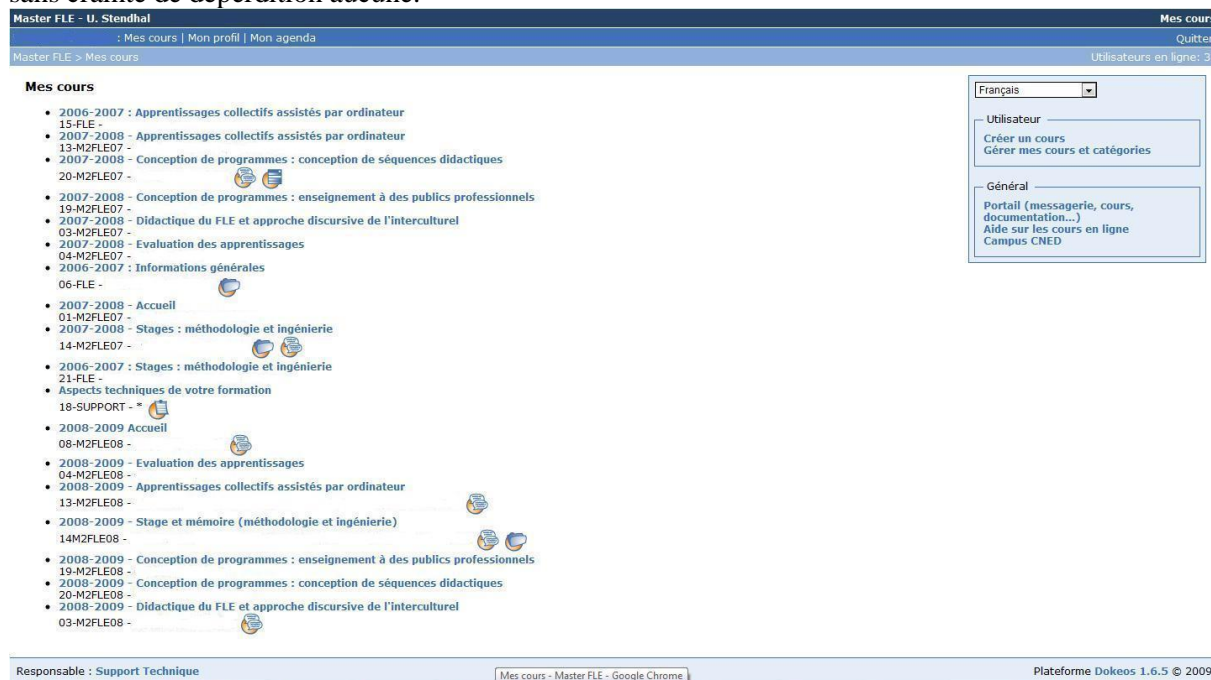 sans crainte de déperdition aucune.
Master FLE - U. Stendhal
Mes cours
: Mes cours | Mon profil | Mon agenda
Quitter
Master FLE > Mes cours
Utilisateurs en ligne: 3
Mes cours
2006-2007 : Apprentissages collectifs assistés par ordinateur
15-FLE -
2007-2008 - Apprentissages collectifs assistés par ordinateur
13-M2FLE07 -
2007-2008 - Conception de programmes : conception de séquences didactiques
20-M2FLE07 -
2007-2008 - Conception de programmes : enseignement à des publics professionnels
19-M2FLE07 -
2007-2008 - Didactique du FLE et approche discursive de l'interculturel
03-M2FLE07 -
2007-2008 - Evaluation des apprentissages
04-M2FLE07 -
2006-2007 : Informations générales
06-FLE -
2007-2008 - Accueil
01-M2FLE07 -
2007-2008 - Stages : méthodologie et ingénierie
14-M2FLE07 -
2006-2007 : Stages : méthodologie et ingénierie
21-FLE -
Aspects techniques de votre formation
18-SUPPORT - *
2008-2009 Accueil
08-M2FLE08 -
2008-2009 - Evaluation des apprentissages
04-M2FLE08 -
2008-2009 - Apprentissages collectifs assistés par ordinateur
13-M2FLE08 -
2008-2009 - Stage et mémoire (méthodologie et ingénierie)
14M2FLE08 -
2008-2009 - Conception de programmes : enseignement à des publics professionnels
19-M2FLE08 -
2008-2009 - Conception de programmes : conception de séquences didactiques
20-M2FLE08 -
2008-2009 - Didactique du FLE et approche discursive de l'interculturel
03-M2FLE08 -
Français
Utilisateur
Créer un cours
Gérer mes cours et catégories
Général
Portail (messagerie, cours,
documentation...)
Aide sur les cours en ligne
Campus CNED
Responsable : Support Technique
Mes cours - Master FLE - Google Chrome
Plateforme Dokeos 1.6.5 © 2009